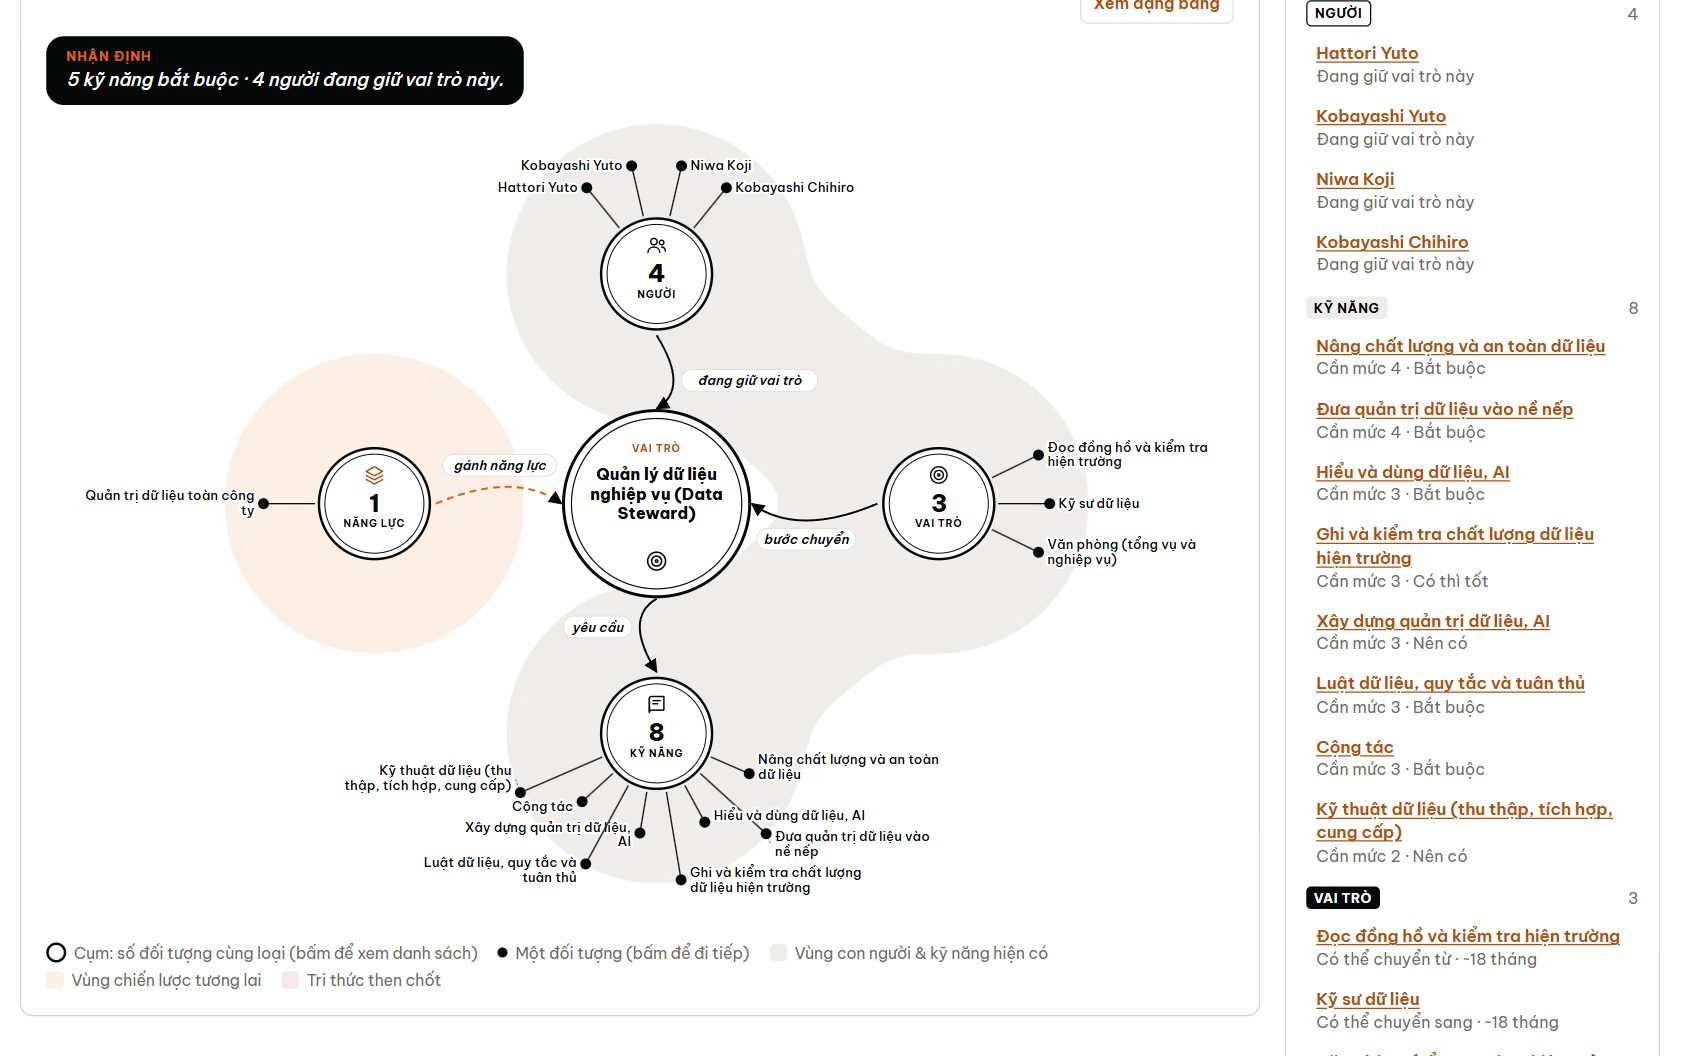 Xem dạng bảng
NHẬN ĐỊNH
5 kỹ năng bắt buộc · 4 người đang giữ vai trò này.
Kobayashi Yuto
Niwa Koji
Hattori Yuto
Kobayashi Chihiro
4
NGƯỜI
đang giữ vai trò
VAI TRÒ
Quản lý dữ liệu
nghiệp vụ (Data
Steward)
gánh năng lực
Quản trị dữ liệu toàn công
ty
1
NĂNG LỰC
3
VAI TRÒ
Đọc đồng hồ và kiểm tra
hiện trường
Kỹ sư dữ liệu
Văn phòng (tổng vụ và
nghiệp vụ)
bước chuyển
yêu cầu
8
KỸ NĂNG
Kỹ thuật dữ liệu (thu
thập, tích hợp, cung cấp)
Cộng tác
Xây dựng quản trị dữ liệu,
AI
Luật dữ liệu, quy tắc và
tuân thủ
Nâng chất lượng và an toàn
dữ liệu
Hiểu và dùng dữ liệu, AI
Đưa quản trị dữ liệu vào
nề nếp
Ghi và kiểm tra chất lượng
dữ liệu hiện trường
Cụm: số đối tượng cùng loại (bấm để xem danh sách)
Một đối tượng (bấm để đi tiếp)
Vùng con người & kỹ năng hiện có
Vùng chiến lược tương lai
Tri thức then chốt
NGƯỜI 4
Hattori Yuto
Đang giữ vai trò này
Kobayashi Yuto
Đang giữ vai trò này
Niwa Koji
Đang giữ vai trò này
Kobayashi Chihiro
Đang giữ vai trò này
KỸ NĂNG 8
Nâng chất lượng và an toàn dữ liệu
Cần mức 4 · Bắt buộc
Đưa quản trị dữ liệu vào nề nếp
Cần mức 4 · Bắt buộc
Hiểu và dùng dữ liệu, AI
Cần mức 3 · Bắt buộc
Ghi và kiểm tra chất lượng dữ liệu
hiện trường
Cần mức 3 · Có thì tốt
Xây dựng quản trị dữ liệu, AI
Cần mức 3 · Nên có
Luật dữ liệu, quy tắc và tuân thủ
Cần mức 3 · Bắt buộc
Cộng tác
Cần mức 3 · Bắt buộc
Kỹ thuật dữ liệu (thu thập, tích hợp,
cung cấp)
Cần mức 2 · Nên có
VAI TRÒ 3
Đọc đồng hồ và kiểm tra hiện trường
Có thể chuyển từ · ~18 tháng
Kỹ sư dữ liệu
Có thể chuyển sang · ~18 tháng